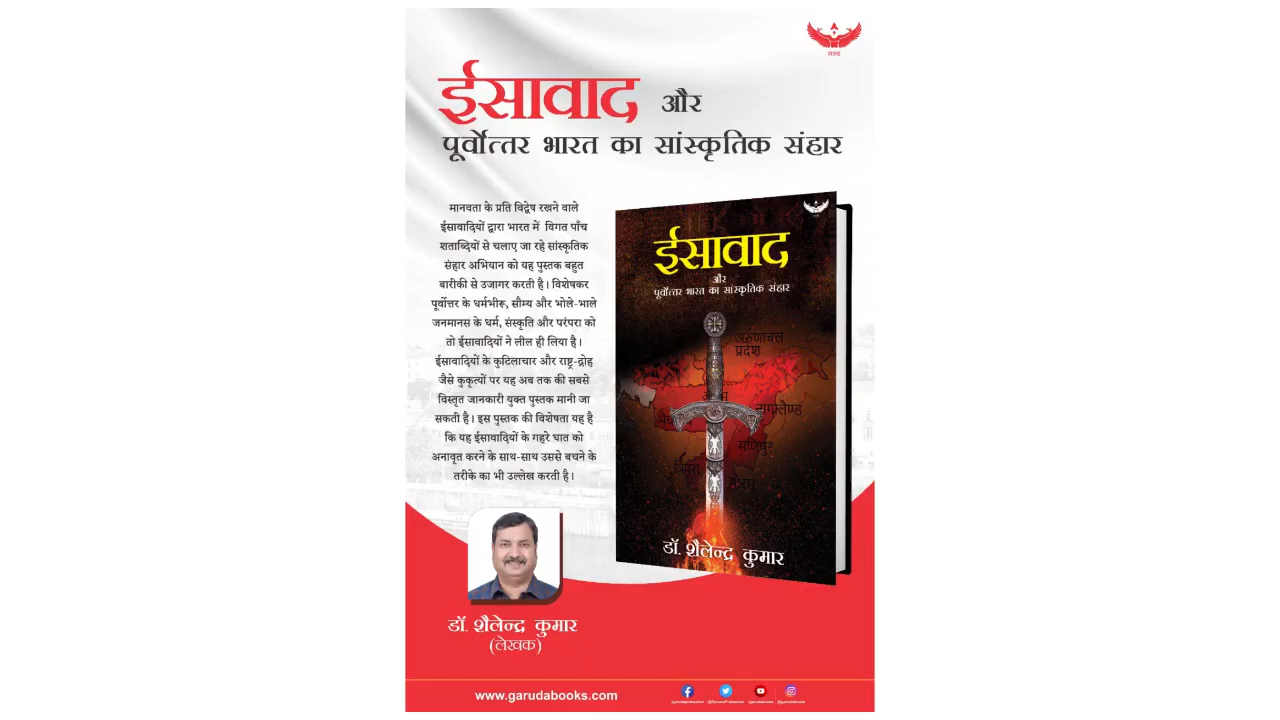 गरुड
ईसावाद और
पूर्वोत्तर भारत का सांस्कृतिक संहार
मानवता के प्रति विद्वेष रखने वाले
ईसावादियों द्वारा भारत में विगत पाँच
शताब्दियों से चलाए जा रहे सांस्कृतिक
संहार अभियान को यह पुस्तक बहुत
बारीकी से उजागर करती है। विशेषकर
पूर्वोत्तर के धर्मभीरू, सौम्य और भोले-भाले
जनमानस के धर्म, संस्कृति और परंपरा को
तो ईसावादियों ने लील ही लिया है।
ईसावादियों के कुटिलाचार और राष्ट्र-द्रोह
जैसे कुकृत्यों पर यह अब तक की सबसे
विस्तृत जानकारी युक्त पुस्तक मानी जा
सकती है। इस पुस्तक की विशेषता यह है
कि यह ईसावादियों के गहरे घात को
अनावृत करने के साथ-साथ उससे बचने के
तरीके का भी उल्लेख करती है।
ईसावाद
और
पूर्वोत्तर भारत का सांस्कृतिक संहार
अरुणाचल
प्रदेश
मणिपुर
त्रिपुरा
डॉ. शैलेन्द्र कुमार
डॉ. शैलेन्द्र कुमार
(लेखक)
www.garudabooks.com